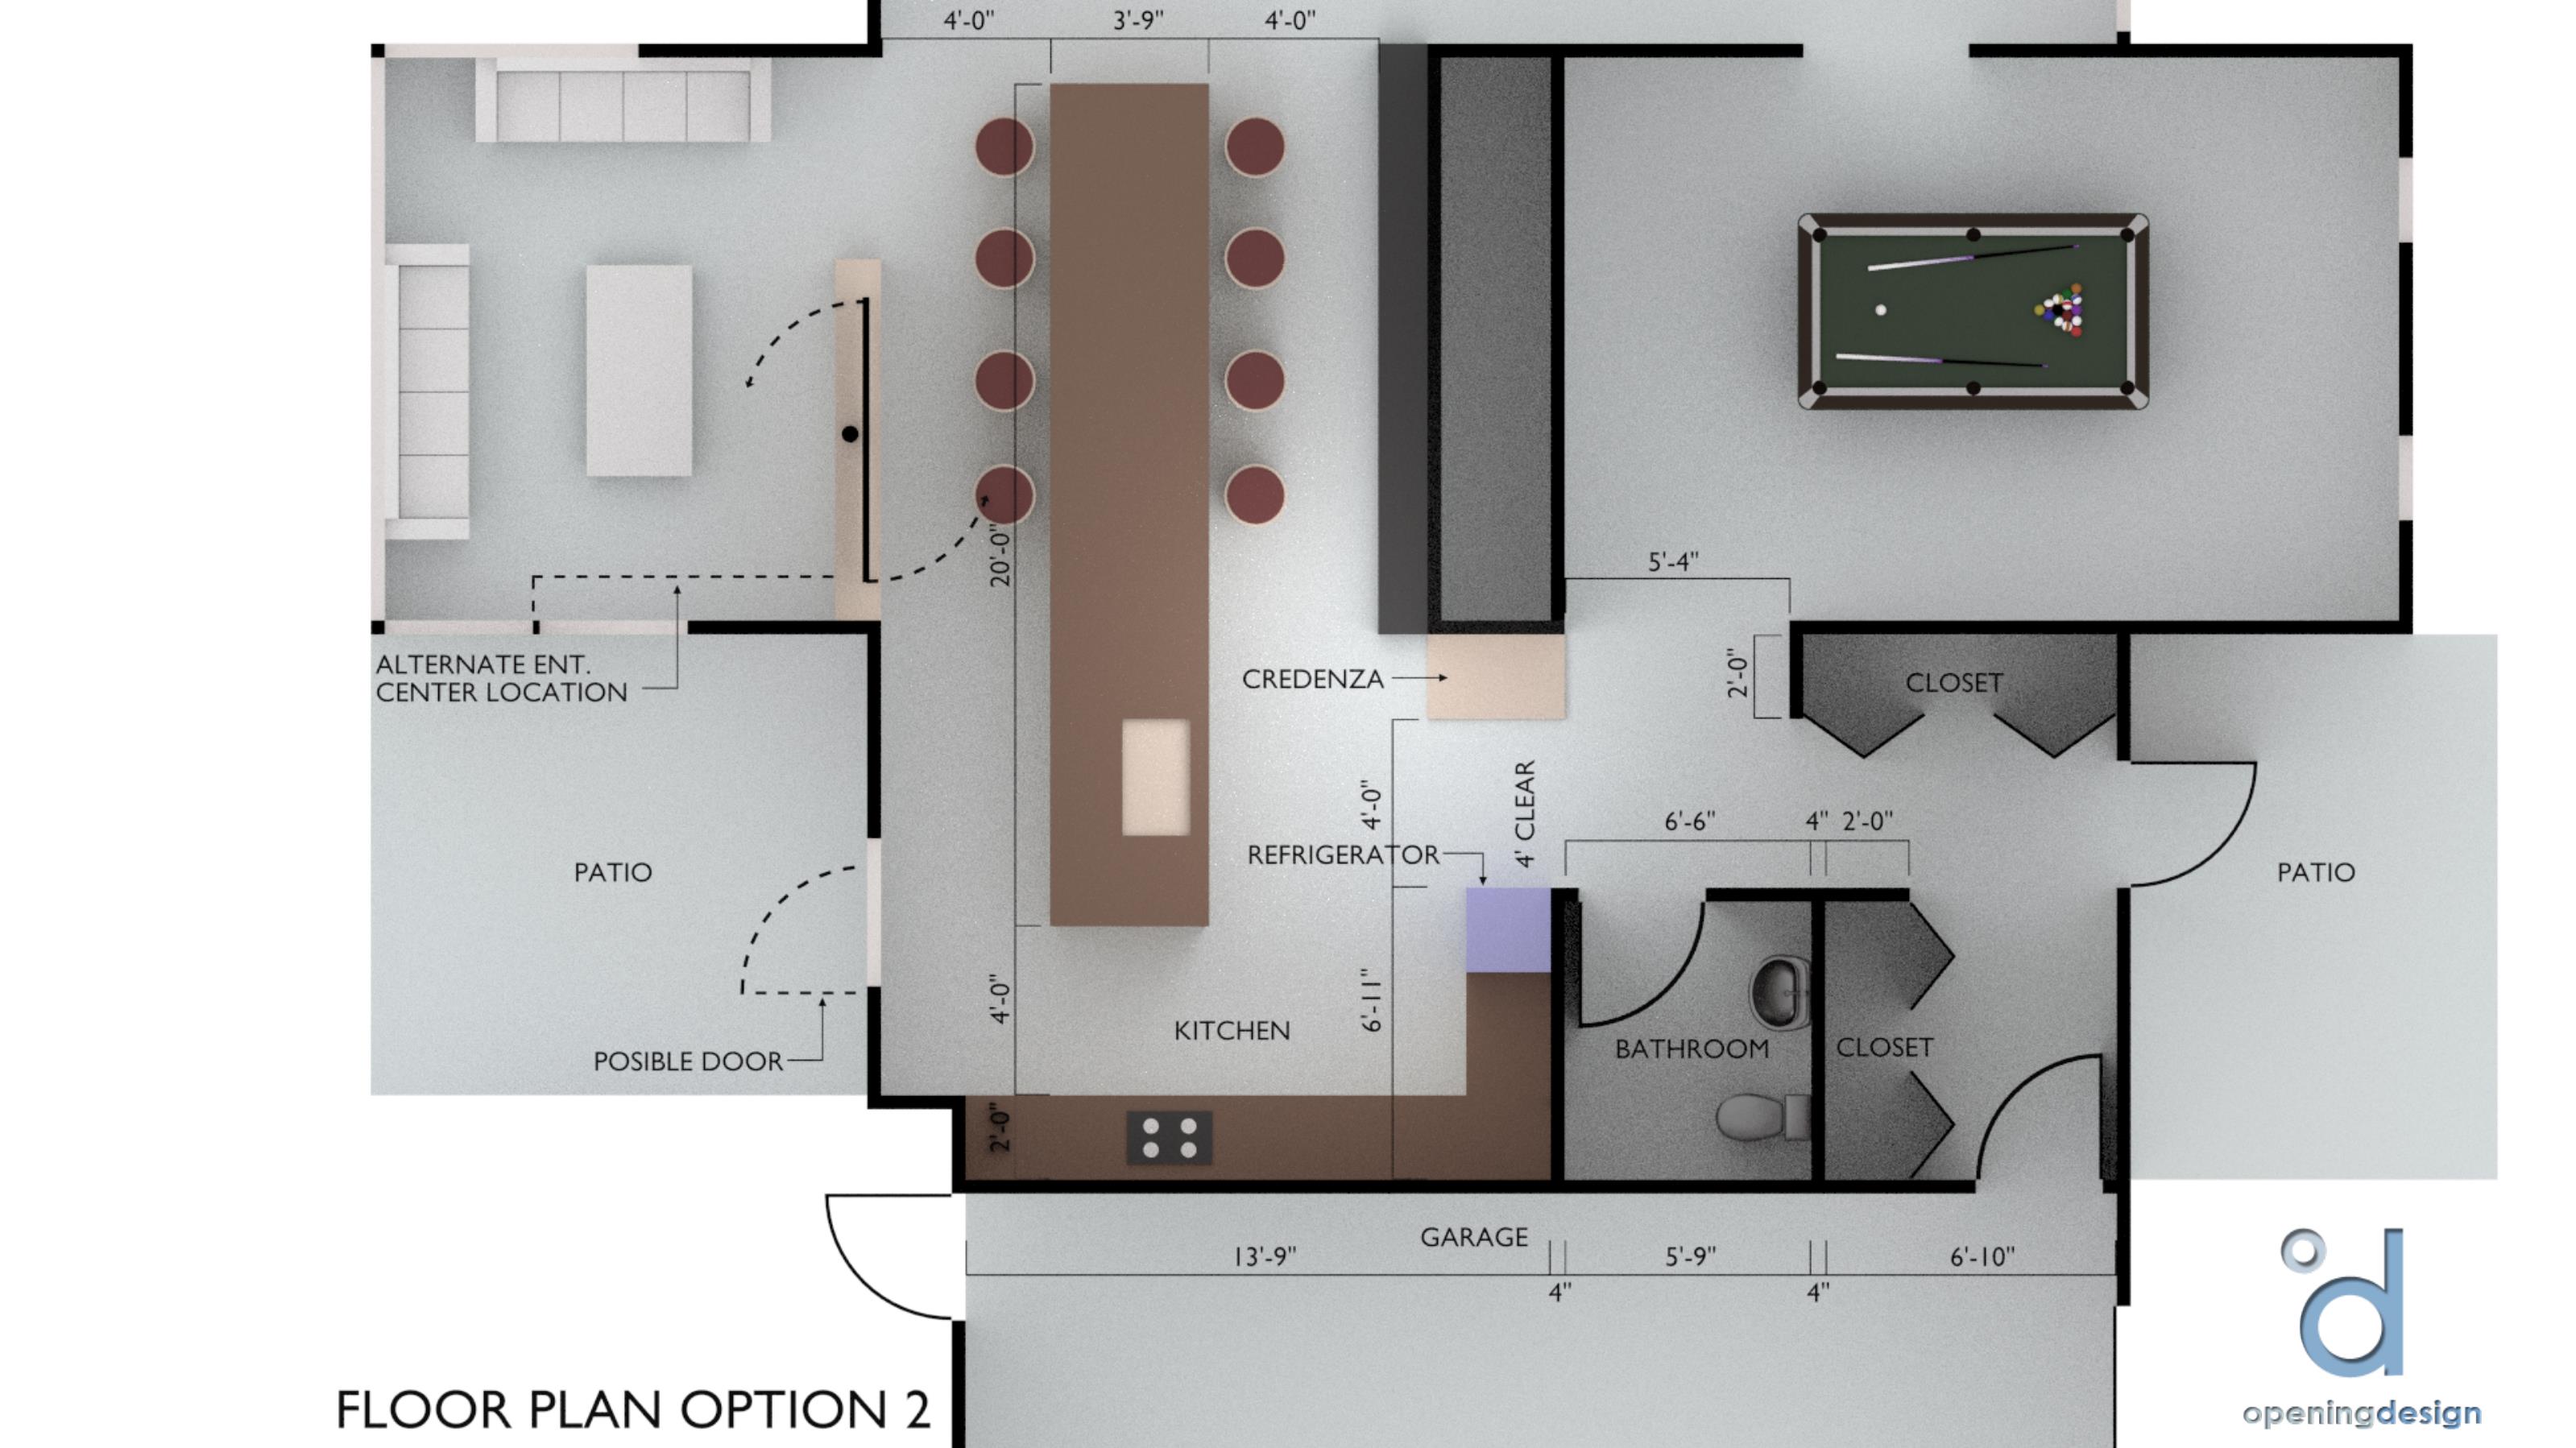 4'-0"
3'-9"
4'-0"
20'-0"
5'-4"
ALTERNATE ENT.
CENTER LOCATION
CREDENZA
2'-0"
CLOSET
4'-0"
4' CLEAR
6'-6"
4"
2'-0"
REFRIGERATOR
PATIO
PATIO
4'-0"
6'-11"
KITCHEN
BATHROOM
CLOSET
POSIBLE DOOR
2'-0"
GARAGE
13'-9"
5'-9"
6'-10"
4"
4"
FLOOR PLAN OPTION 2
d
openingdesign